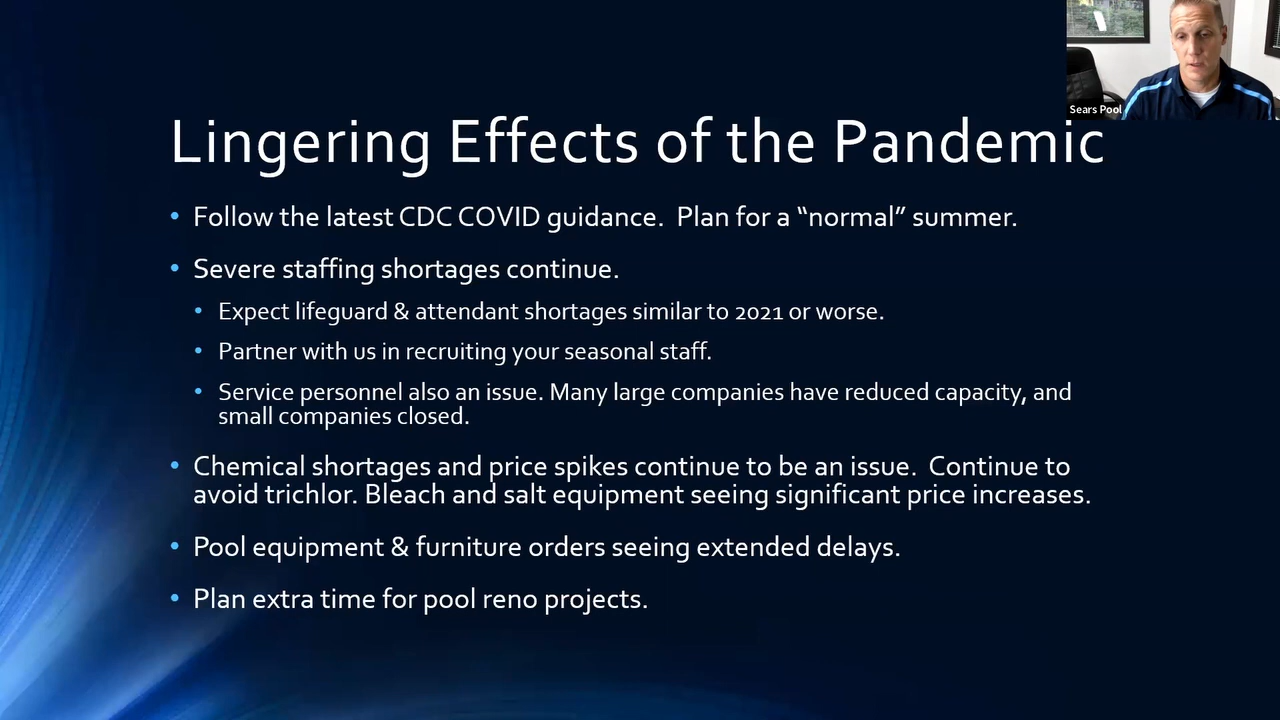 Sears Pool
Lingering Effects of the Pandemic
• Follow the latest CDC COVID guidance.  Plan for a “normal” summer.
• Severe staffing shortages continue.
• Expect lifeguard & attendant shortages similar to 2021 or worse.
• Partner with us in recruiting your seasonal staff.
• Service personnel also an issue. Many large companies have reduced capacity, and
small companies closed.
• Chemical shortages and price spikes continue to be an issue.  Continue to
avoid trichlor. Bleach and salt equipment seeing significant price increases.
• Pool equipment & furniture orders seeing extended delays.
• Plan extra time for pool reno projects.